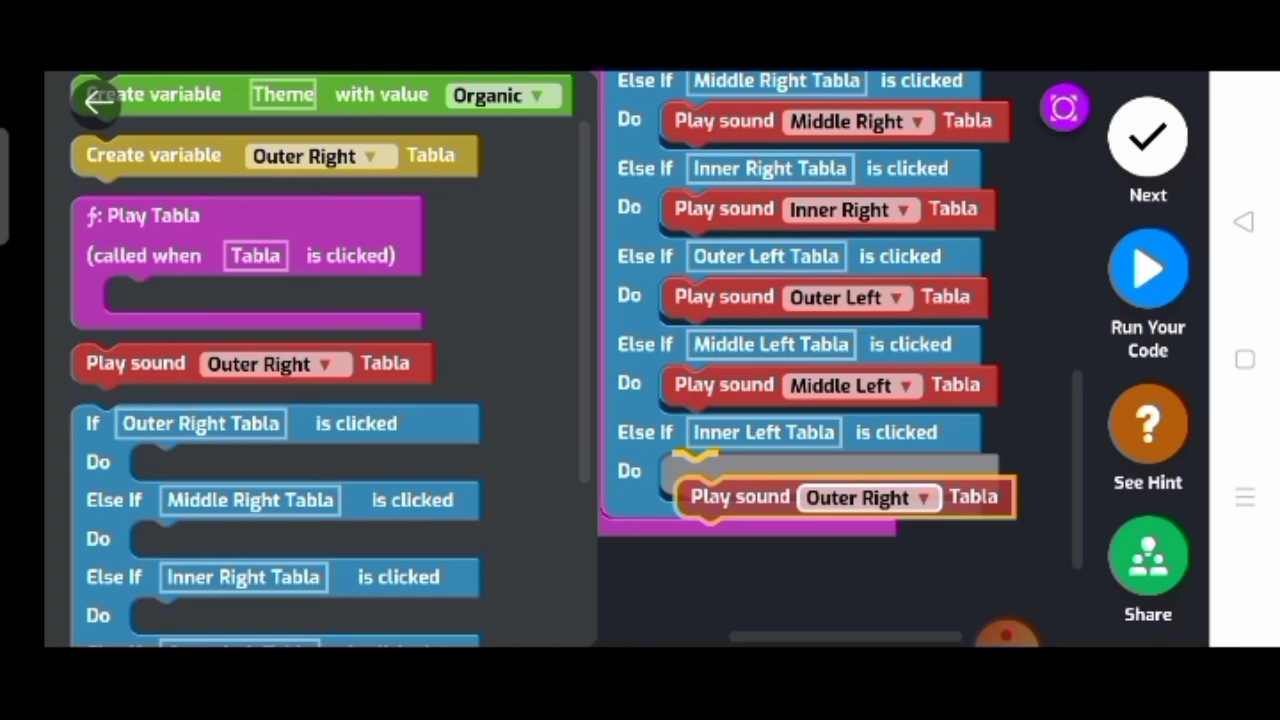 Create variable Theme with value Organic
Create variable Outer Right Tabla
f: Play Tabla
(called when Tabla is clicked)
Play sound Outer Right Tabla
If Outer Right Tabla is clicked
Do
Else If Middle Right Tabla is clicked
Do
Else If Inner Right Tabla is clicked
Do
Else If Middle Right Tabla is clicked
Do Play sound Middle Right Tabla
Else If Inner Right Tabla is clicked
Do Play sound Inner Right Tabla
Else If Outer Left Tabla is clicked
Do Play sound Outer Left Tabla
Else If Middle Left Tabla is clicked
Do Play sound Middle Left Tabla
Else If Inner Left Tabla is clicked
Do
Play sound Outer Right Tabla
Next
Run Your
Code
?
See Hint
Share